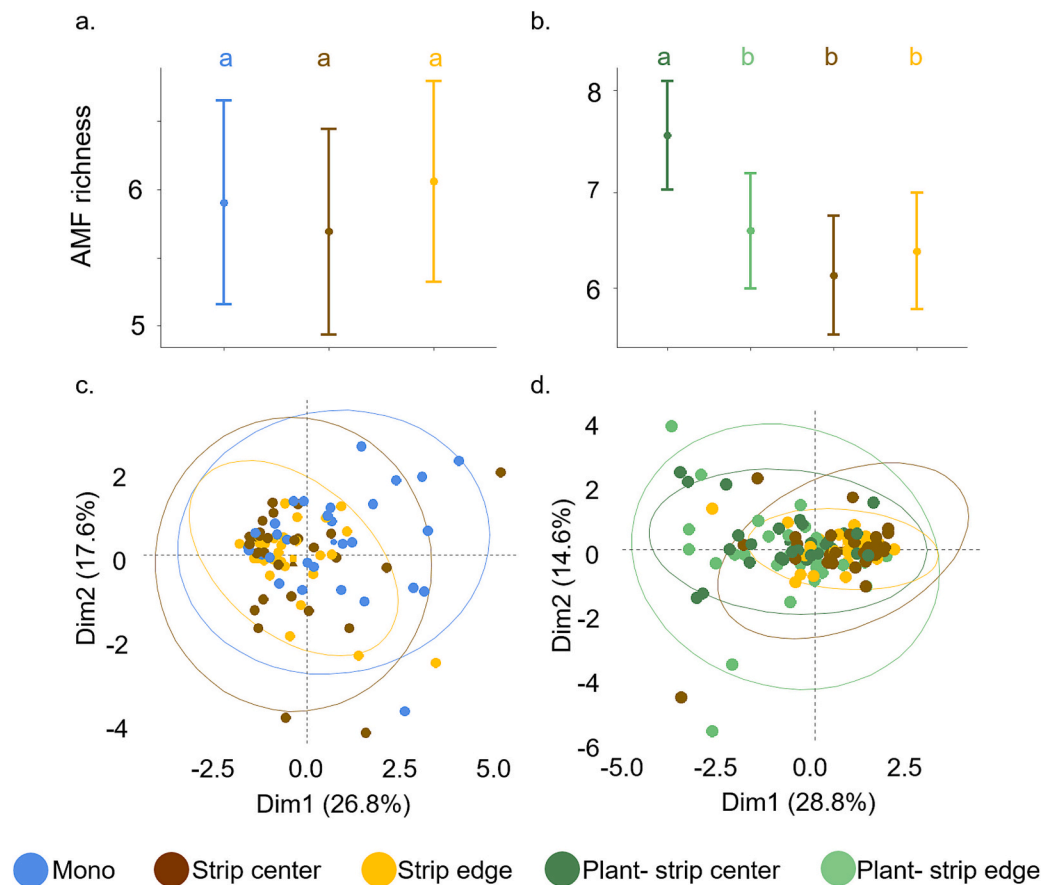 a.
b.
a a a
a b b b
AMF richness
6
5
8
7
6
c.
d.
Dim2 (17.6%)
2
0
-2
-4
-2.5 0.0 2.5 5.0
Dim1 (26.8%)
Dim2 (14.6%)
4
2
0
-2
-4
-6
-5.0 -2.5 0.0 2.5
Dim1 (28.8%)
Mono Strip center Strip edge Plant- strip center Plant- strip edge